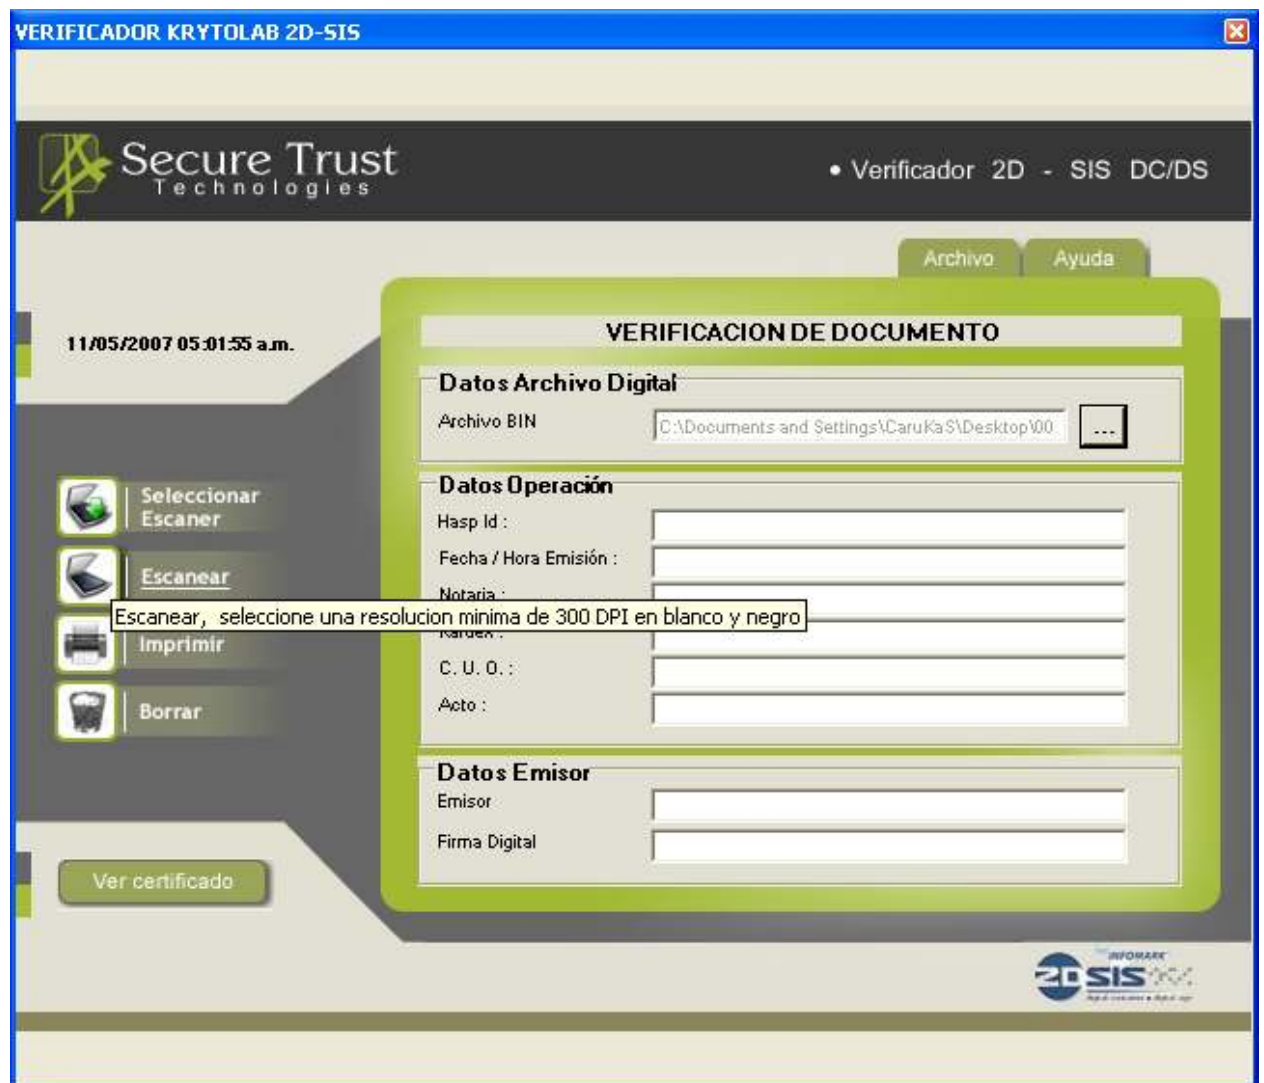 VERIFICADOR KRYTOLAB 2D-SIS
Secure Trust
Technologies
• Verificador 2D - SIS DC/DS
Archivo
Ayuda
11/05/2007 05:01:55 a.m.
VERIFICACION DE DOCUMENTO
Datos Archivo Digital
Archivo BIN
C:\Documents and Settings\CaruKaS\Desktop\00
...
Seleccionar
Escaner
Escanear
Escanear, seleccione una resolucion minima de 300 DPI en blanco y negro
Imprimir
Borrar
Datos Operación
Hasp Id :
Fecha / Hora Emisión :
Notaria :
Kardex :
C. U. O. :
Acto :
Datos Emisor
Emisor
Firma Digital
Ver certificado
INFOMARK
2D SIS